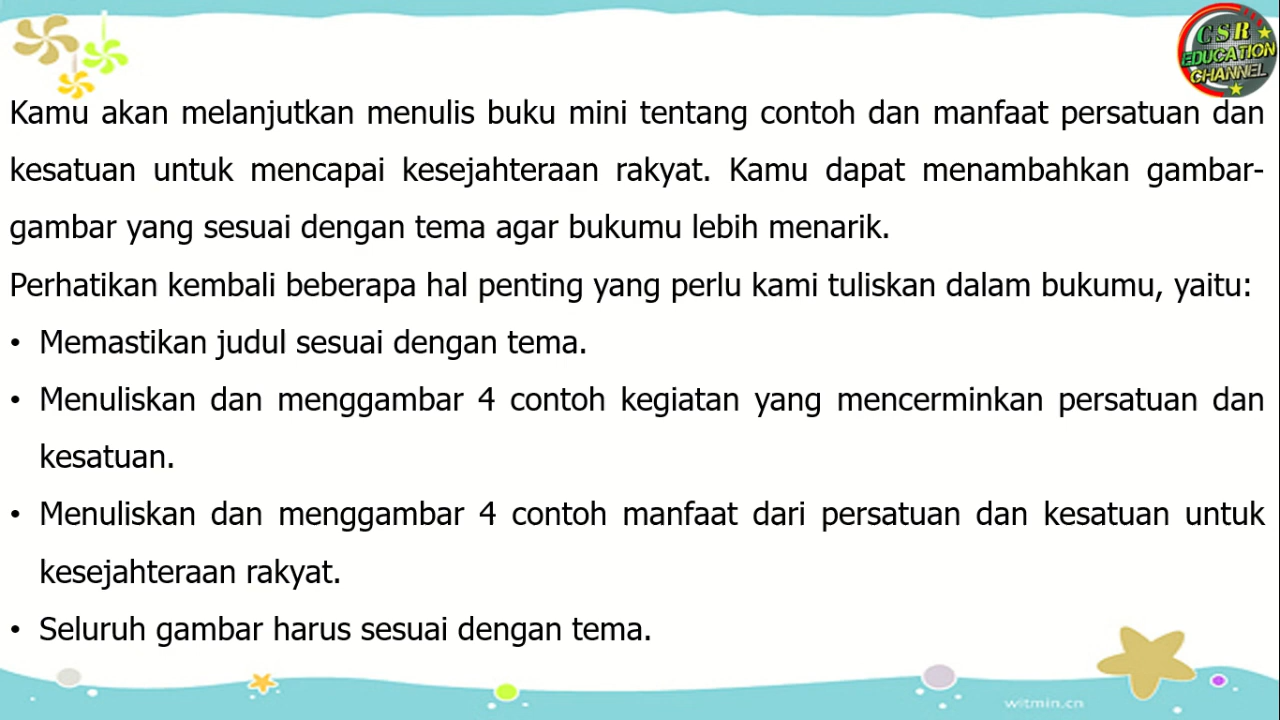 CSR
EDUCATION
CHANNEL
Kamu akan melanjutkan menulis buku mini tentang contoh dan manfaat persatuan dan
kesatuan untuk mencapai kesejahteraan rakyat. Kamu dapat menambahkan gambar-
gambar yang sesuai dengan tema agar bukumu lebih menarik.
Perhatikan kembali beberapa hal penting yang perlu kami tuliskan dalam bukumu, yaitu:
• Memastikan judul sesuai dengan tema.
• Menuliskan dan menggambar 4 contoh kegiatan yang mencerminkan persatuan dan
kesatuan.
• Menuliskan dan menggambar 4 contoh manfaat dari persatuan dan kesatuan untuk
kesejahteraan rakyat.
• Seluruh gambar harus sesuai dengan tema.
witmin.cn